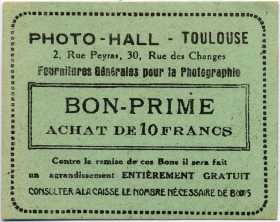 PHOTO-HALL - TOULOUSE
2, Rue Peyras, 30, Rue des Changes
Fournitures Générales pour la Photographie
BON-PRIME
ACHAT DE 10 FRANCS
Contre la remise de ces Bons il sera fait
un agrandissement ENTIÈREMENT GRATUIT
CONSULTER A LA CAISSE LE NOMBRE NÉCESSAIRE DE BONS